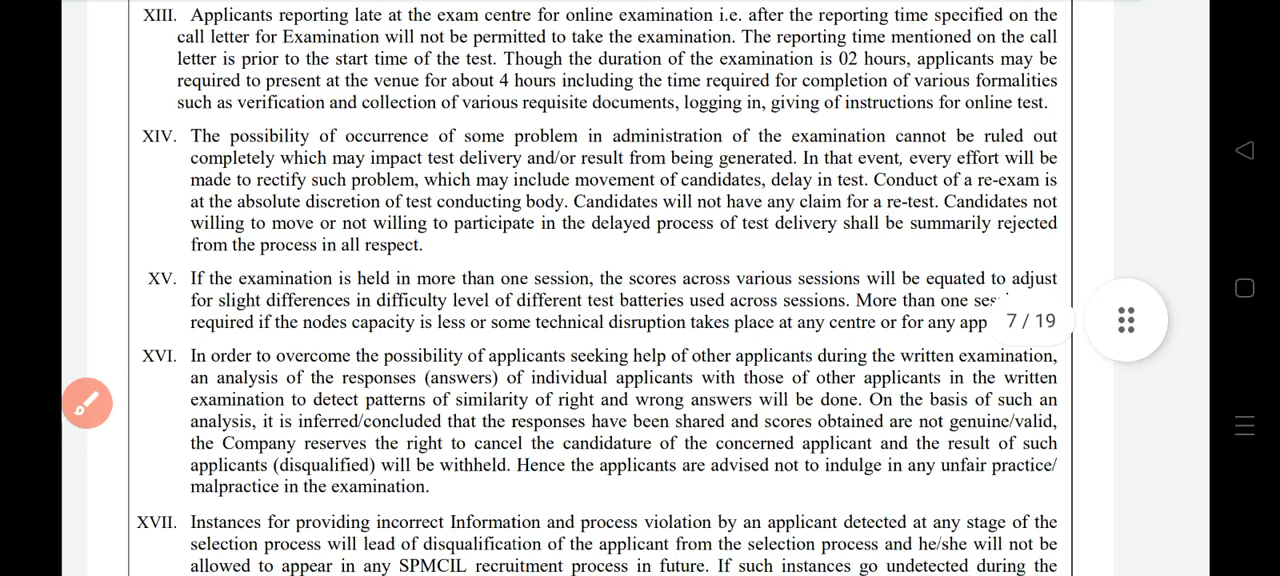 XIII. Applicants reporting late at the exam centre for online examination i.e. after the reporting time specified on the
call letter for Examination will not be permitted to take the examination. The reporting time mentioned on the call
letter is prior to the start time of the test. Though the duration of the examination is 02 hours, applicants may be
required to present at the venue for about 4 hours including the time required for completion of various formalities
such as verification and collection of various requisite documents, logging in, giving of instructions for online test.
XIV. The possibility of occurrence of some problem in administration of the examination cannot be ruled out
completely which may impact test delivery and/or result from being generated. In that event, every effort will be
made to rectify such problem, which may include movement of candidates, delay in test. Conduct of a re-exam is
at the absolute discretion of test conducting body. Candidates will not have any claim for a re-test. Candidates not
willing to move or not willing to participate in the delayed process of test delivery shall be summarily rejected
from the process in all respect.
XV. If the examination is held in more than one session, the scores across various sessions will be equated to adjust
for slight differences in difficulty level of different test batteries used across sessions. More than one ses
required if the nodes capacity is less or some technical disruption takes place at any centre or for any app
7 / 19
XVI. In order to overcome the possibility of applicants seeking help of other applicants during the written examination,
an analysis of the responses (answers) of individual applicants with those of other applicants in the written
examination to detect patterns of similarity of right and wrong answers will be done. On the basis of such an
analysis, it is inferred/concluded that the responses have been shared and scores obtained are not genuine/valid,
the Company reserves the right to cancel the candidature of the concerned applicant and the result of such
applicants (disqualified) will be withheld. Hence the applicants are advised not to indulge in any unfair practice/
malpractice in the examination.
XVII. Instances for providing incorrect Information and process violation by an applicant detected at any stage of the
selection process will lead of disqualification of the applicant from the selection process and he/she will not be
allowed to appear in any SPMCIL recruitment process in future. If such instances go undetected during the